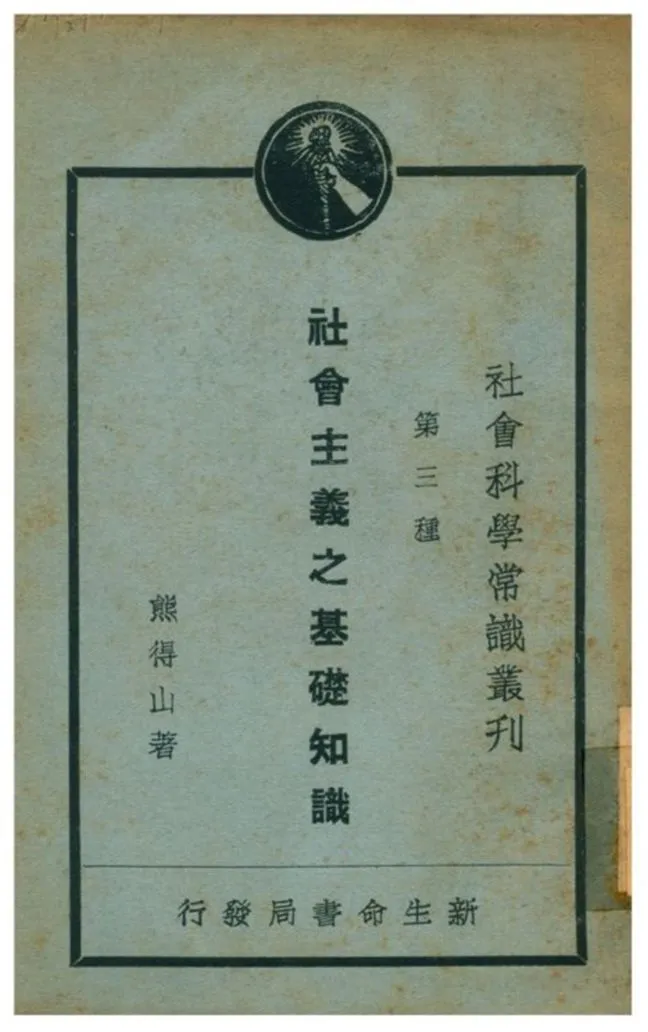 社會科學常識叢刊
第三種
社會主義之基礎知識
熊得山著
新生命書局發行